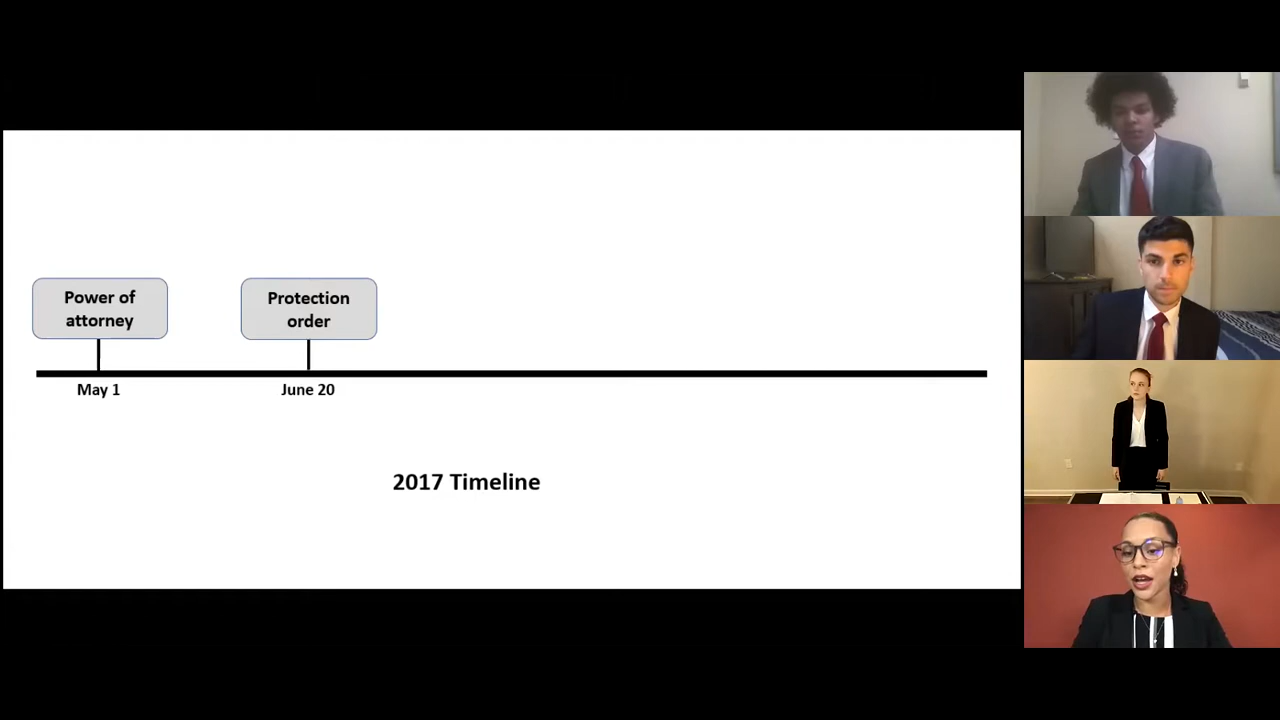 Power of
attorney
Protection
order
May 1
June 20
2017 Timeline